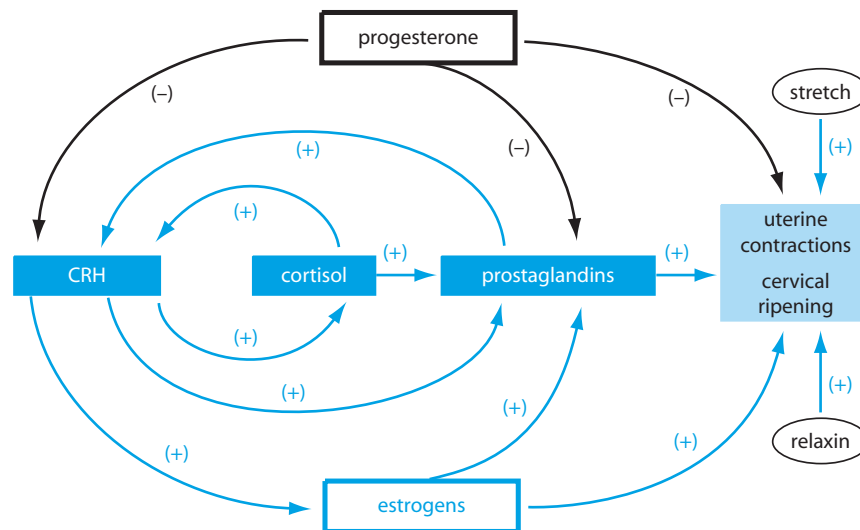 progesterone
(–)
(–)
(–)
stretch
(+)
(+)
(+)
uterine
contractions
cervical
ripening
CRH
cortisol
(+)
prostaglandins
(+)
(+)
(+)
(+)
(+)
(+)
(+)
relaxin
estrogens